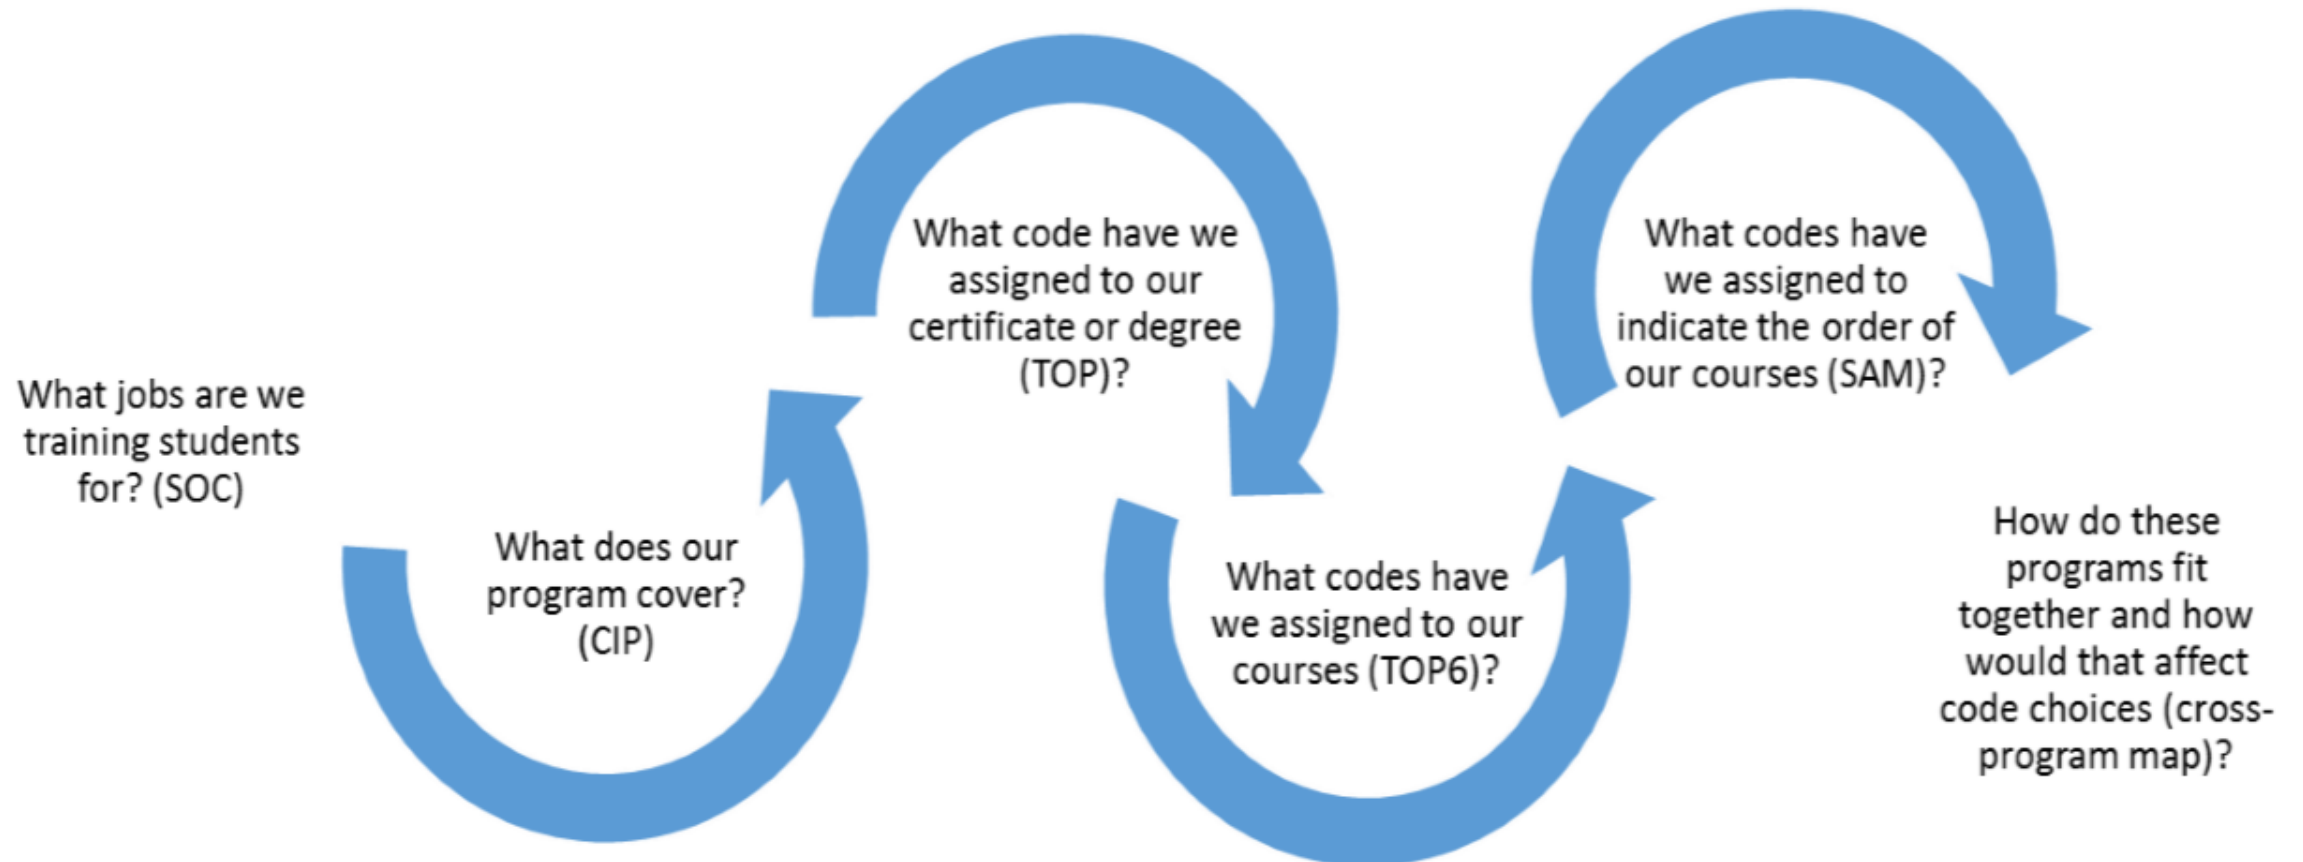 What jobs are we
training students
for? (SOC)
What does our
program cover?
(CIP)
What code have we
assigned to our
certificate or degree
(TOP)?
What codes have
we assigned to our
courses (TOP6)?
What codes have
we assigned to
indicate the order of
our courses (SAM)?
How do these
programs fit
together and how
would that affect
code choices (cross-
program map)?